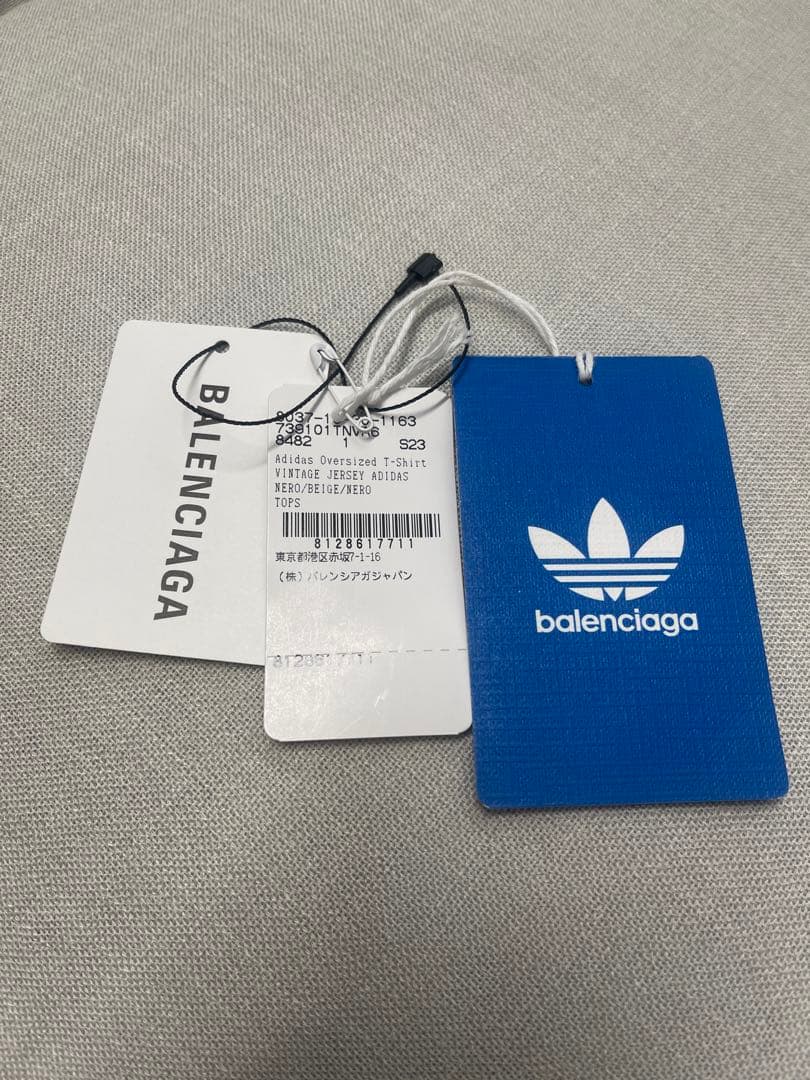 BALENCIAGA
8482 1 S23
Adidas Oversized T-Shirt
VINTAGE JERSEY ADIDAS
NERO/BEIGE/NERO
TOPS
8128617711
東京都港区赤坂7-1-16
(株)バレンシアガジャパン
8128617711
balenciaga